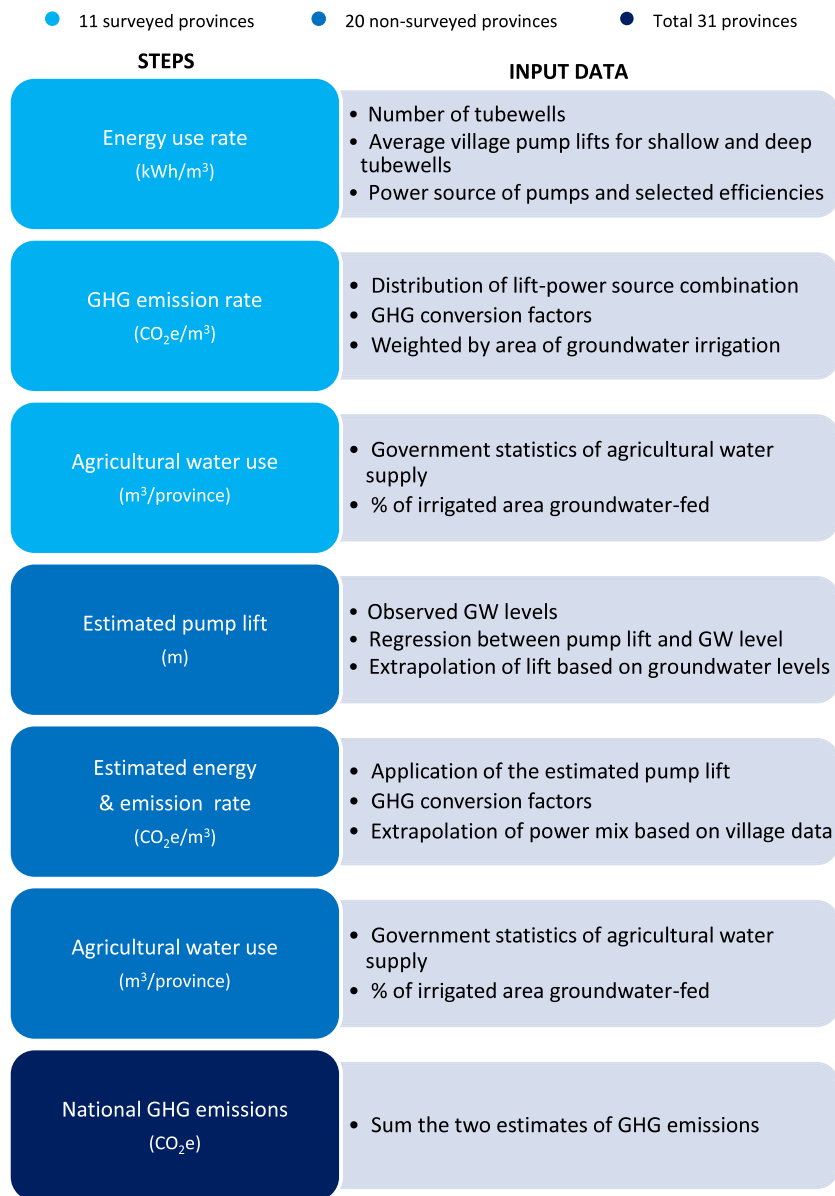 11 surveyed provinces
20 non-surveyed provinces
Total 31 provinces
STEPS
INPUT DATA
Energy use rate
(kWh/m³)
• Number of tubewells
• Average village pump lifts for shallow and deep
tubewells
• Power source of pumps and selected efficiencies
GHG emission rate
(CO₂e/m³)
• Distribution of lift-power source combination
• GHG conversion factors
• Weighted by area of groundwater irrigation
Agricultural water use
(m³/province)
• Government statistics of agricultural water
supply
• % of irrigated area groundwater-fed
Estimated pump lift
(m)
• Observed GW levels
• Regression between pump lift and GW level
• Extrapolation of lift based on groundwater levels
Estimated energy
& emission rate
(CO₂e/m³)
• Application of the estimated pump lift
• GHG conversion factors
• Extrapolation of power mix based on village data
Agricultural water use
(m³/province)
• Government statistics of agricultural water
supply
• % of irrigated area groundwater-fed
National GHG emissions
(CO₂e)
• Sum the two estimates of GHG emissions